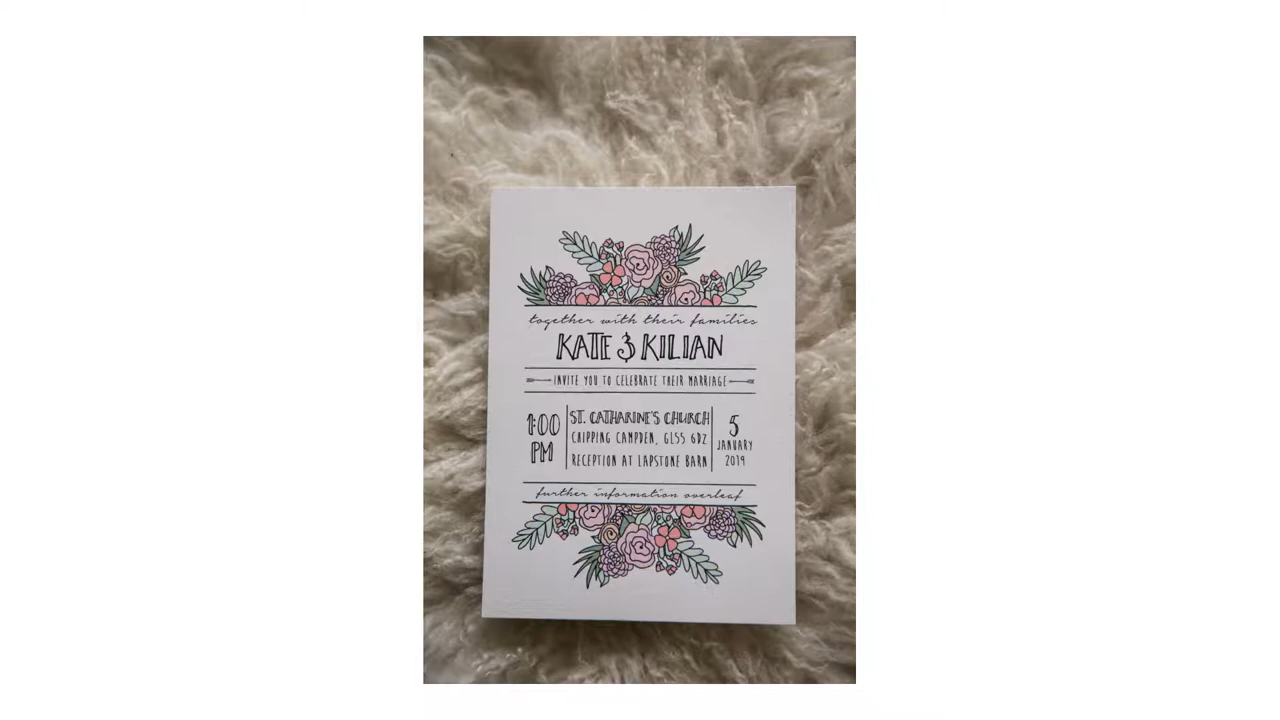 together with their families
KATE & KILIAN
INVITE YOU TO CELEBRATE THEIR MARRIAGE
1:00
PM
ST. CATHARINE'S CHURCH
CHIPPING CAMPDEN, GL55 6DZ
RECEPTION AT LAPSTONE BARN
5
JANUARY
2019
further information overleaf